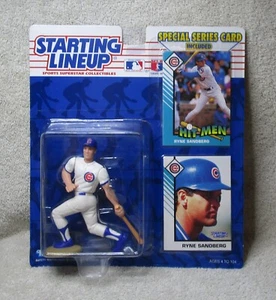 STARTING
LINEUP
SPORTS SUPERSTAR COLLECTIBLES
SPECIAL SERIES CARD
INCLUDED
HIT-MEN
RYNE SANDBERG
RYNE SANDBERG